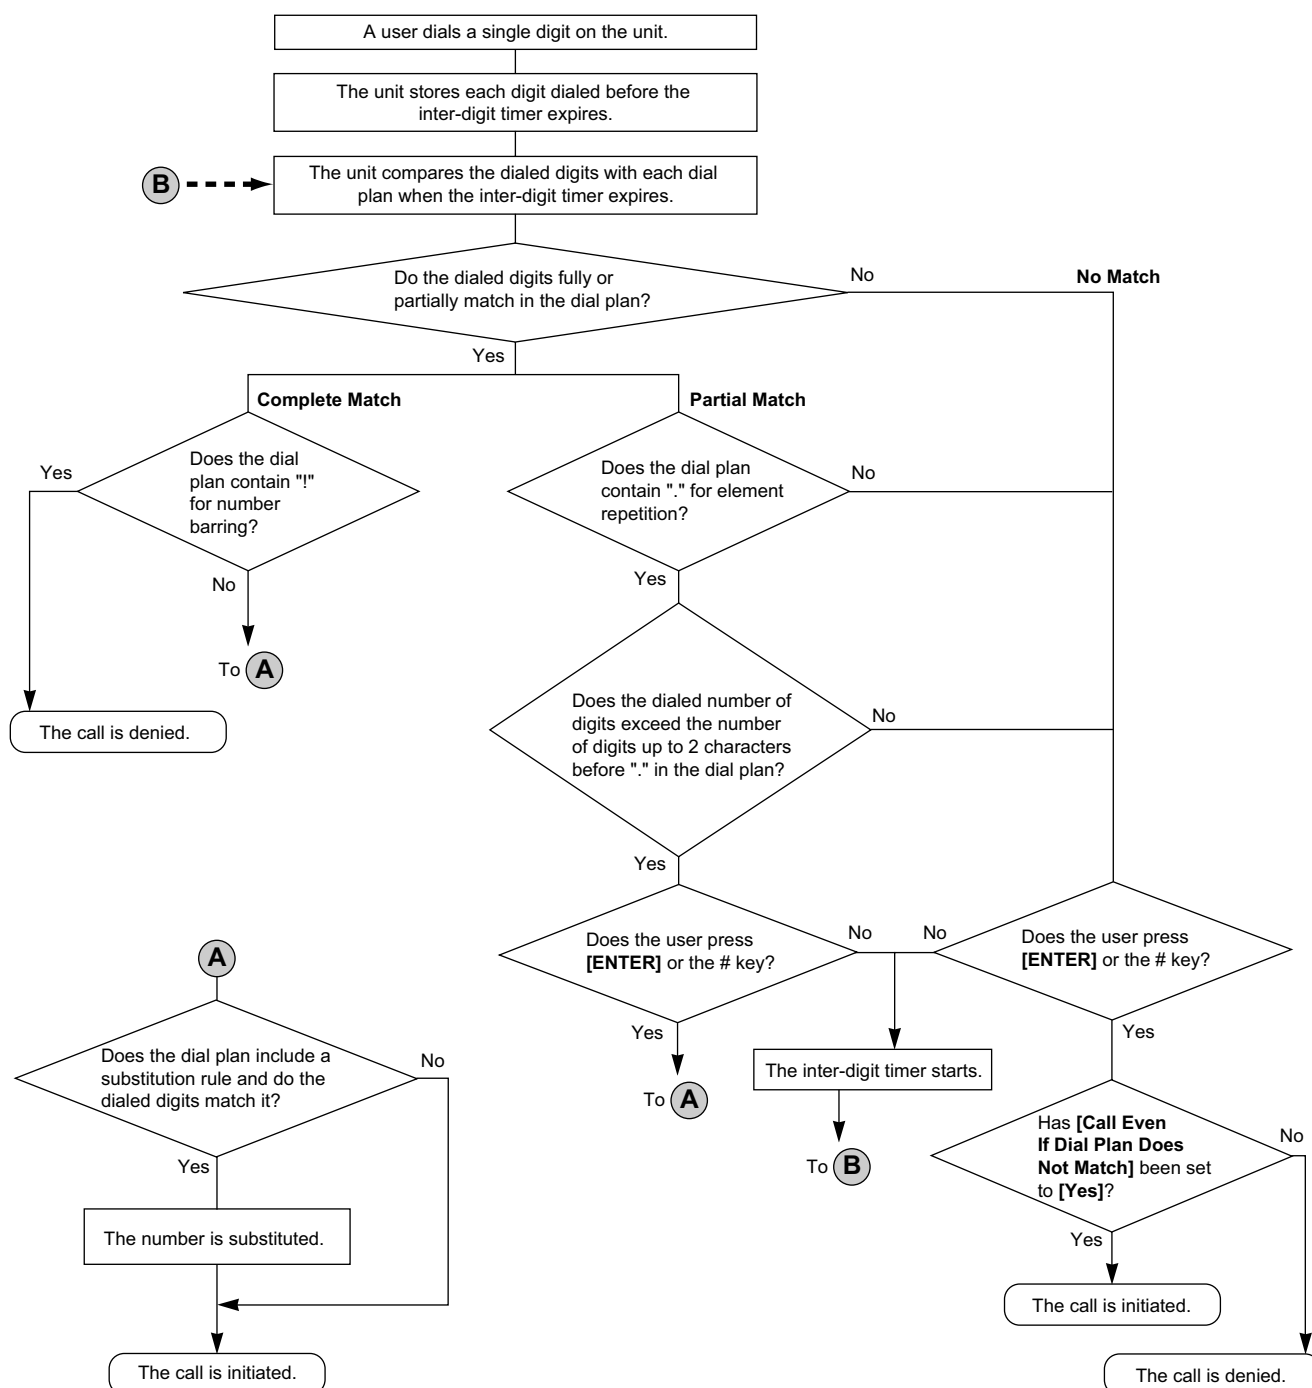 A user dials a single digit on the unit.
The unit stores each digit dialed before the
inter-digit timer expires.
B
The unit compares the dialed digits with each dial
plan when the inter-digit timer expires.
Do the dialed digits fully or
partially match in the dial plan?
No
No Match
Yes
Complete Match
Partial Match
Yes
Does the dial
plan contain "!"
for number
barring?
No
To A
The call is denied.
Does the dial plan
contain "." for element
repetition?
No
Yes
Does the dialed number of
digits exceed the number
of digits up to 2 characters
before "." in the dial plan?
No
Yes
Does the user press
[ENTER] or the # key?
No
No
Does the user press
[ENTER] or the # key?
Yes
To A
The inter-digit timer starts.
To B
Yes
Has [Call Even
If Dial Plan Does
Not Match] been set
to [Yes]?
No
Yes
The call is initiated.
The call is denied.
A
Does the dial plan include a
substitution rule and do the
dialed digits match it?
No
Yes
The number is substituted.
The call is initiated.